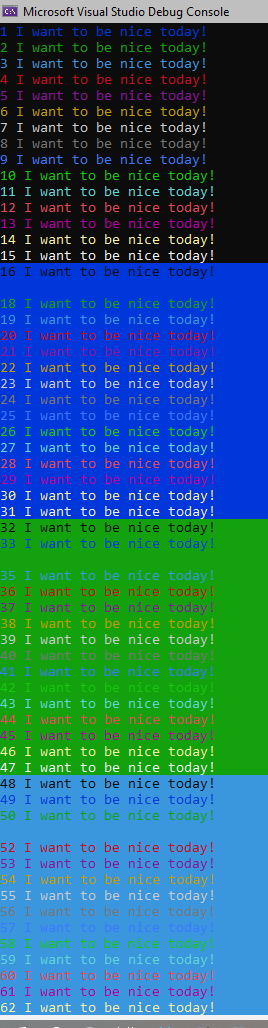 Microsoft Visual Studio Debug Console
1 I want to be nice today!
2 I want to be nice today!
3 I want to be nice today!
4 I want to be nice today!
5 I want to be nice today!
6 I want to be nice today!
7 I want to be nice today!
8 I want to be nice today!
9 I want to be nice today!
10 I want to be nice today!
11 I want to be nice today!
12 I want to be nice today!
13 I want to be nice today!
14 I want to be nice today!
15 I want to be nice today!
16 I want to be nice today!
18 I want to be nice today!
19 I want to be nice today!
20 I want to be nice today!
21 I want to be nice today!
22 I want to be nice today!
23 I want to be nice today!
24 I want to be nice today!
25 I want to be nice today!
26 I want to be nice today!
27 I want to be nice today!
28 I want to be nice today!
29 I want to be nice today!
30 I want to be nice today!
31 I want to be nice today!
32 I want to be nice today!
33 I want to be nice today!
35 I want to be nice today!
36 I want to be nice today!
37 I want to be nice today!
38 I want to be nice today!
39 I want to be nice today!
40 I want to be nice today!
41 I want to be nice today!
42 I want to be nice today!
43 I want to be nice today!
44 I want to be nice today!
45 I want to be nice today!
46 I want to be nice today!
47 I want to be nice today!
48 I want to be nice today!
49 I want to be nice today!
50 I want to be nice today!
52 I want to be nice today!
53 I want to be nice today!
54 I want to be nice today!
55 I want to be nice today!
56 I want to be nice today!
57 I want to be nice today!
58 I want to be nice today!
59 I want to be nice today!
60 I want to be nice today!
61 I want to be nice today!
62 I want to be nice today!